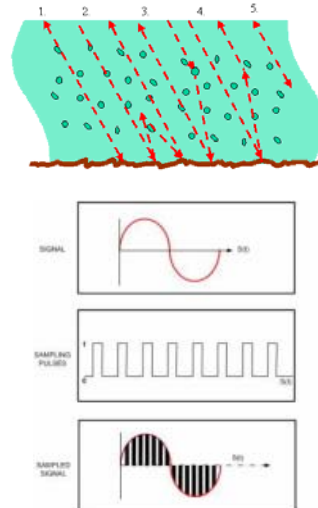 1. 2. 3. 4. 5.
SIGNAL
S(t)
SAMPLING
PULSES
1
0
S(t)
SAMPLED
SIGNAL